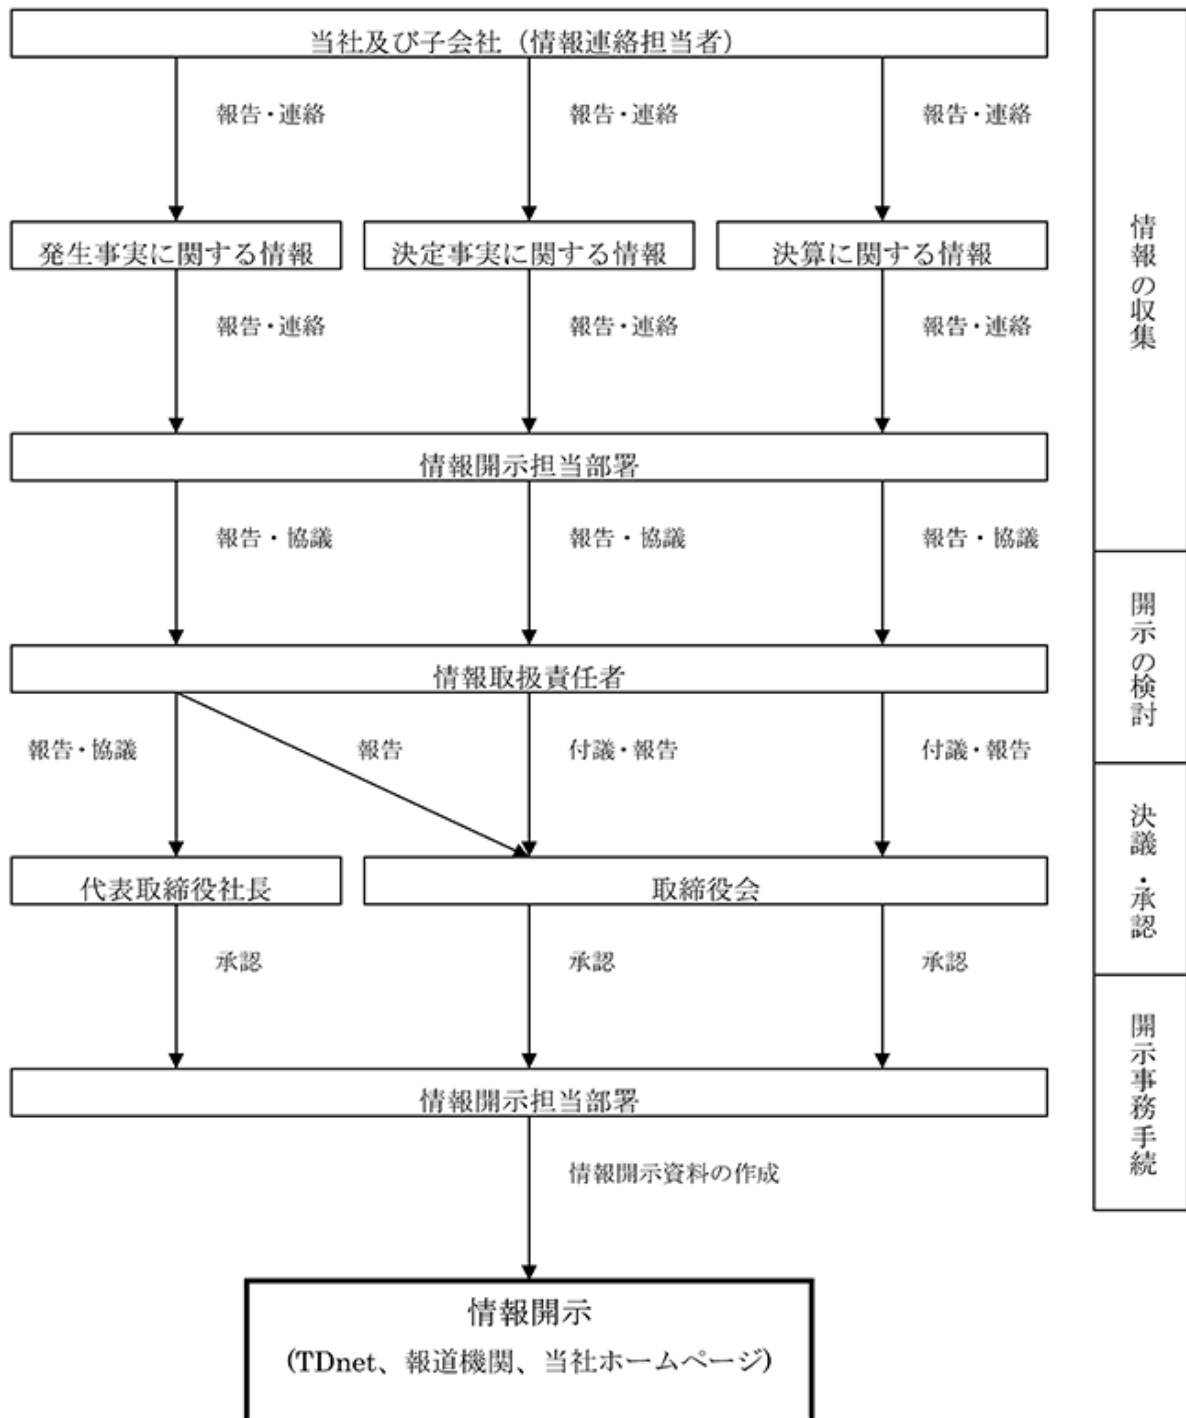 当社及び子会社（情報連絡担当者）
報告・連絡 報告・連絡 報告・連絡
発生事実に関する情報 決定事実に関する情報 決算に関する情報
報告・連絡 報告・連絡 報告・連絡
情報開示担当部署
報告・協議 報告・協議 報告・協議
情報取扱責任者
報告・協議 報告 付議・報告 付議・報告
代表取締役社長 取締役会
承認 承認 承認
情報開示担当部署
情報開示資料の作成
情報開示
(TDnet、報道機関、当社ホームページ)
情報の収集
開示の検討
決議・承認
開示事務手続